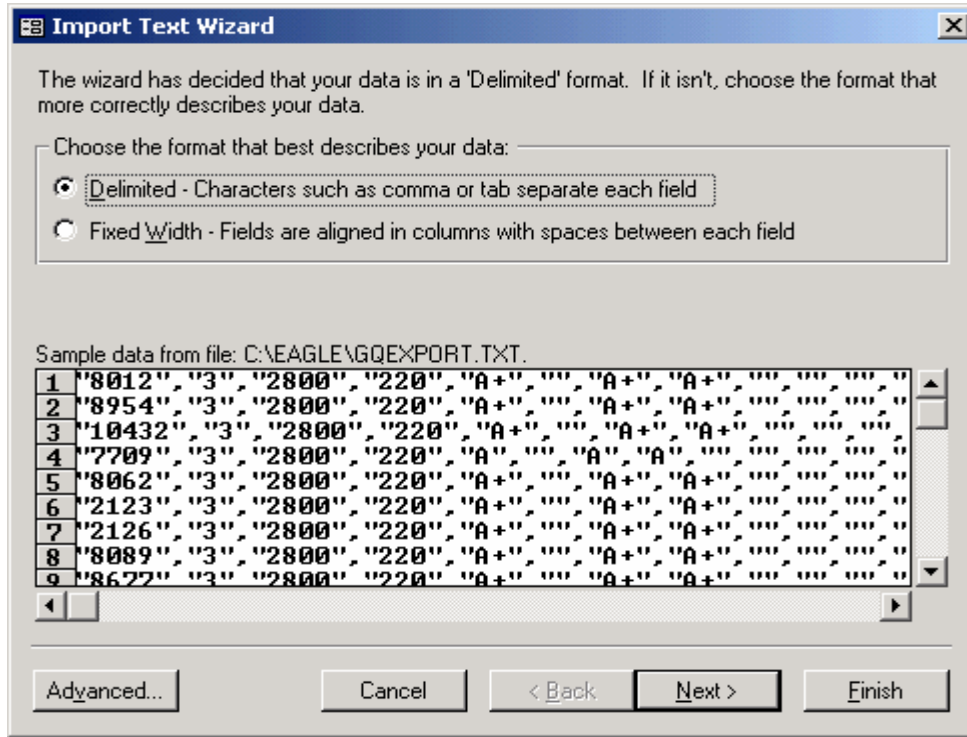 Import Text Wizard
The wizard has decided that your data is in a 'Delimited' format.  If it isn't, choose the format that
more correctly describes your data.
Choose the format that best describes your data:
Delimited - Characters such as comma or tab separate each field
Fixed Width - Fields are aligned in columns with spaces between each field
Sample data from file: C:\EAGLE\GQEXPORT.TXT.
1 "8012","3","2800","220","A+","","A+","A+","","","","
2 "8954","3","2800","220","A+","","A+","A+","","","","
3 "10432","3","2800","220","A+","","A+","A+","","","",
4 "7709","3","2800","220","A","","A","A","","","","","
5 "8062","3","2800","220","A+","","A+","A+","","","","
6 "2123","3","2800","220","A+","","A+","A+","","","","
7 "2126","3","2800","220","A+","","A+","A+","","","","
8 "8089","3","2800","220","A+","","A+","A+","","","","
9 "8677","3","2800","220","A+","","A+","A+","","","","
Advanced... Cancel < Back Next > Finish